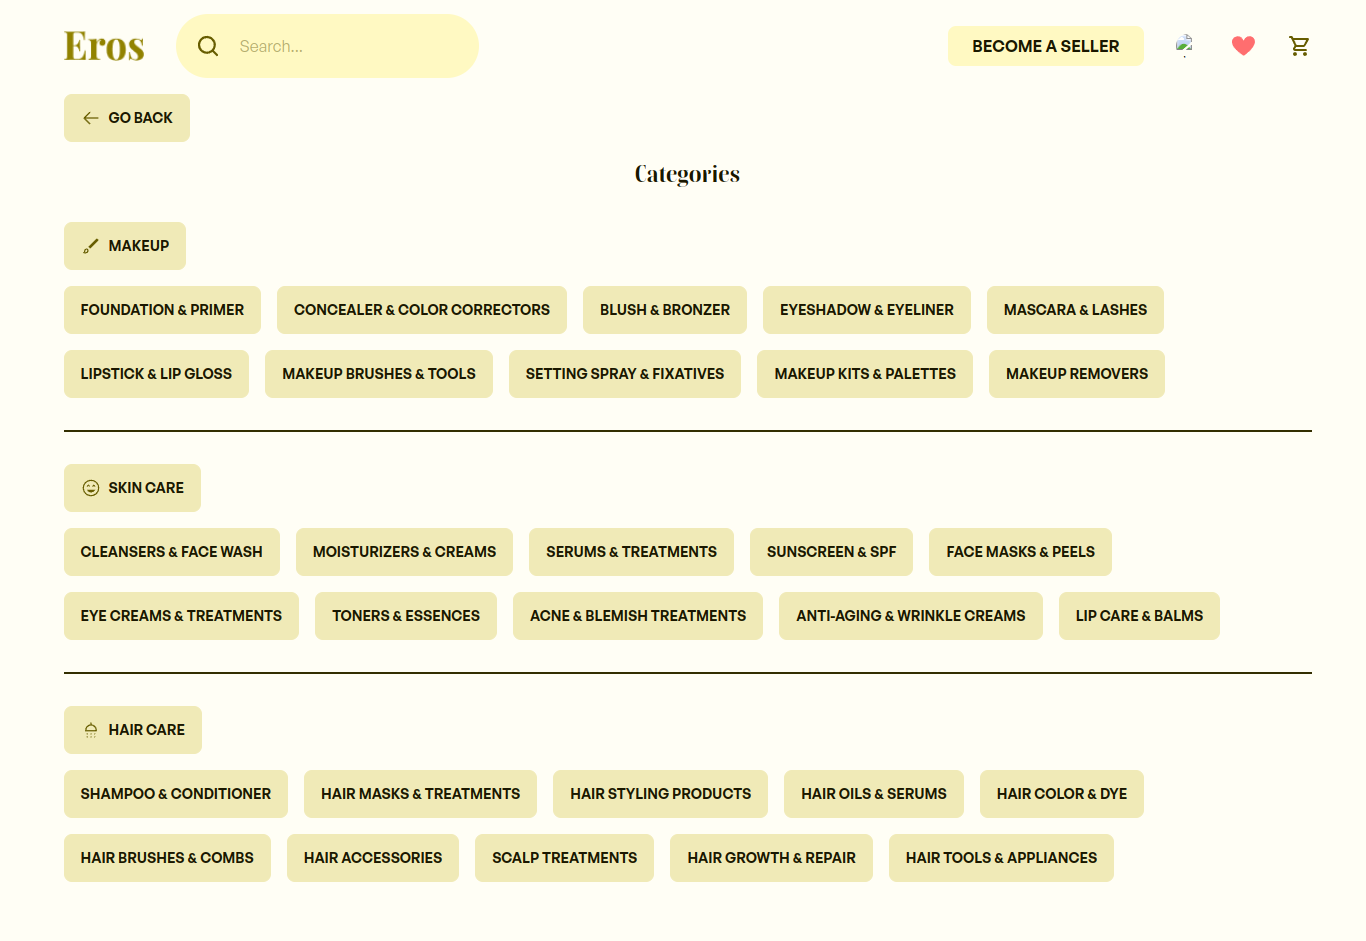 Eros
Search...
BECOME A SELLER
GO BACK
Categories
MAKEUP
FOUNDATION & PRIMER
CONCEALER & COLOR CORRECTORS
BLUSH & BRONZER
EYESHADOW & EYELINER
MASCARA & LASHES
LIPSTICK & LIP GLOSS
MAKEUP BRUSHES & TOOLS
SETTING SPRAY & FIXATIVES
MAKEUP KITS & PALETTES
MAKEUP REMOVERS
SKIN CARE
CLEANSERS & FACE WASH
MOISTURIZERS & CREAMS
SERUMS & TREATMENTS
SUNSCREEN & SPF
FACE MASKS & PEELS
EYE CREAMS & TREATMENTS
TONERS & ESSENCES
ACNE & BLEMISH TREATMENTS
ANTI-AGING & WRINKLE CREAMS
LIP CARE & BALMS
HAIR CARE
SHAMPOO & CONDITIONER
HAIR MASKS & TREATMENTS
HAIR STYLING PRODUCTS
HAIR OILS & SERUMS
HAIR COLOR & DYE
HAIR BRUSHES & COMBS
HAIR ACCESSORIES
SCALP TREATMENTS
HAIR GROWTH & REPAIR
HAIR TOOLS & APPLIANCES